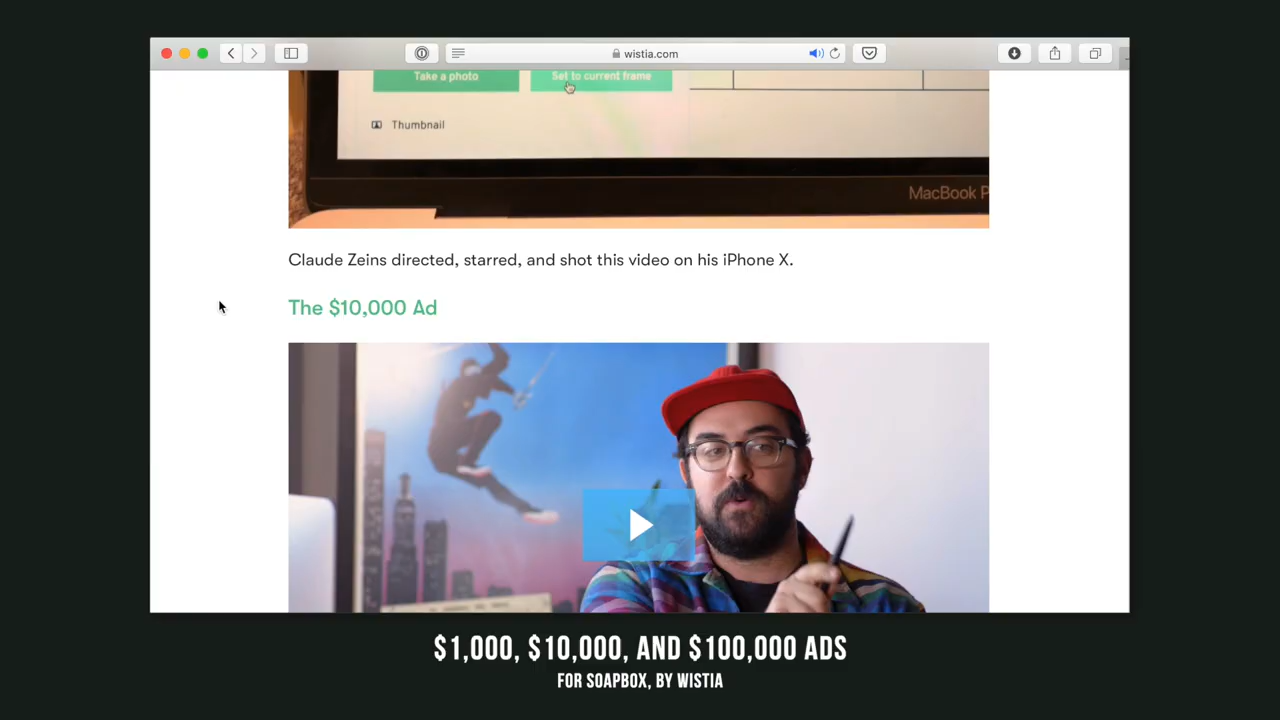 wistia.com
Take a photo
Set to current frame
Thumbnail
MacBook P
Claude Zeins directed, starred, and shot this video on his iPhone X.
The $10,000 Ad
$1,000, $10,000, AND $100,000 ADS
FOR SOAPBOX, BY WISTIA